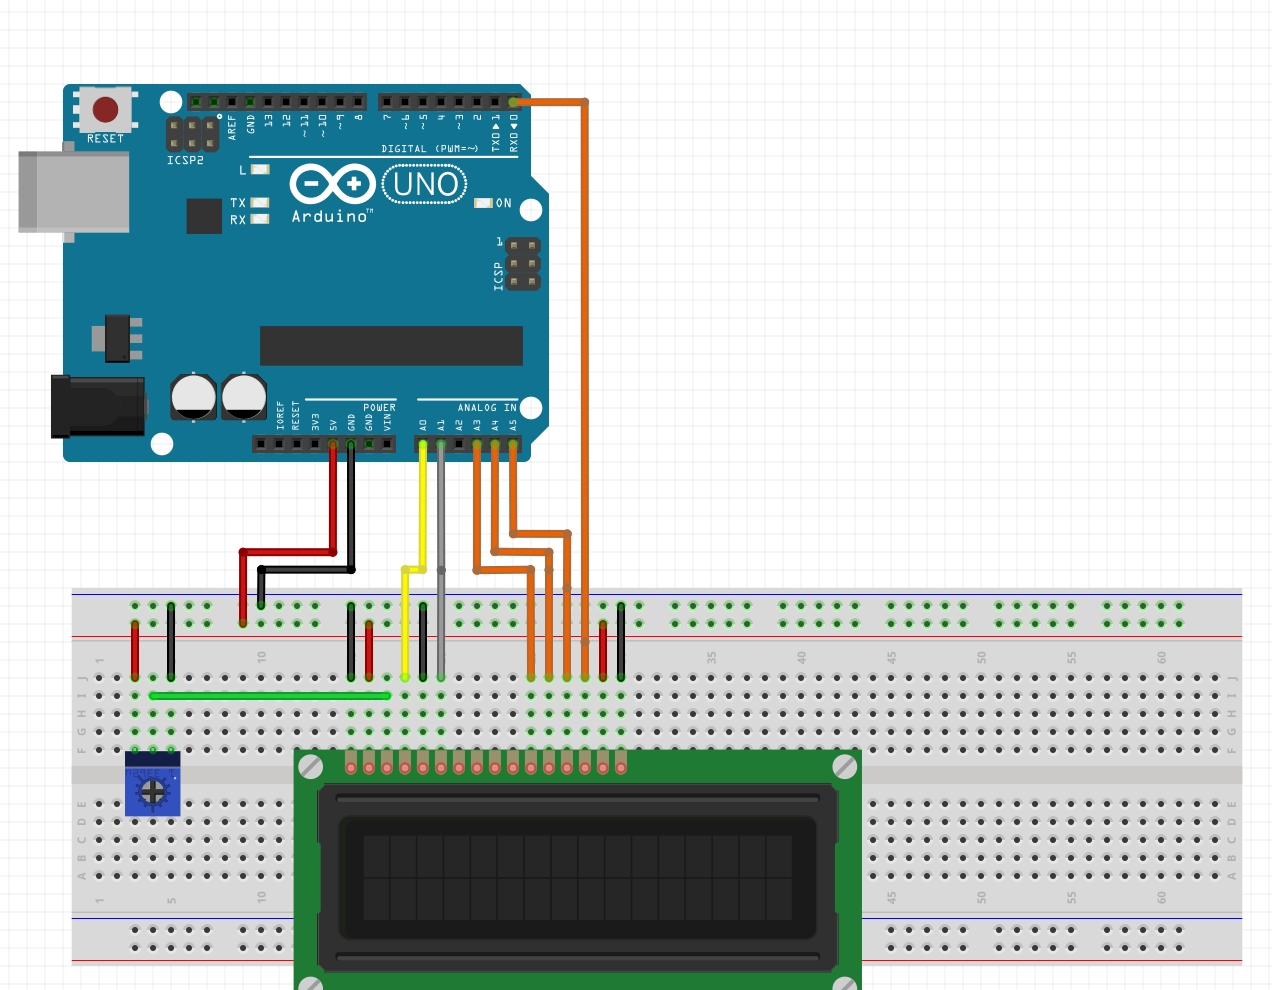 RESET
ICSP2
AREF
GND
13
12
~11
~10
~9
8
7
~6
~5
4
~3
2
TX0▶1
RX0◀0
DIGITAL (PWM=~)
L
TX
RX
UNO
Arduino™
ON
1
ICSP
IOREF
RESET
3V3
5V
GND
GND
VIN
POWER
A0
A1
A2
A3
A4
A5
ANALOG IN
1
10
35
40
45
50
55
60
J
I
H
G
F
J
I
H
G
F
E
D
C
B
A
E
D
C
B
A
1
5
10
45
50
55
60